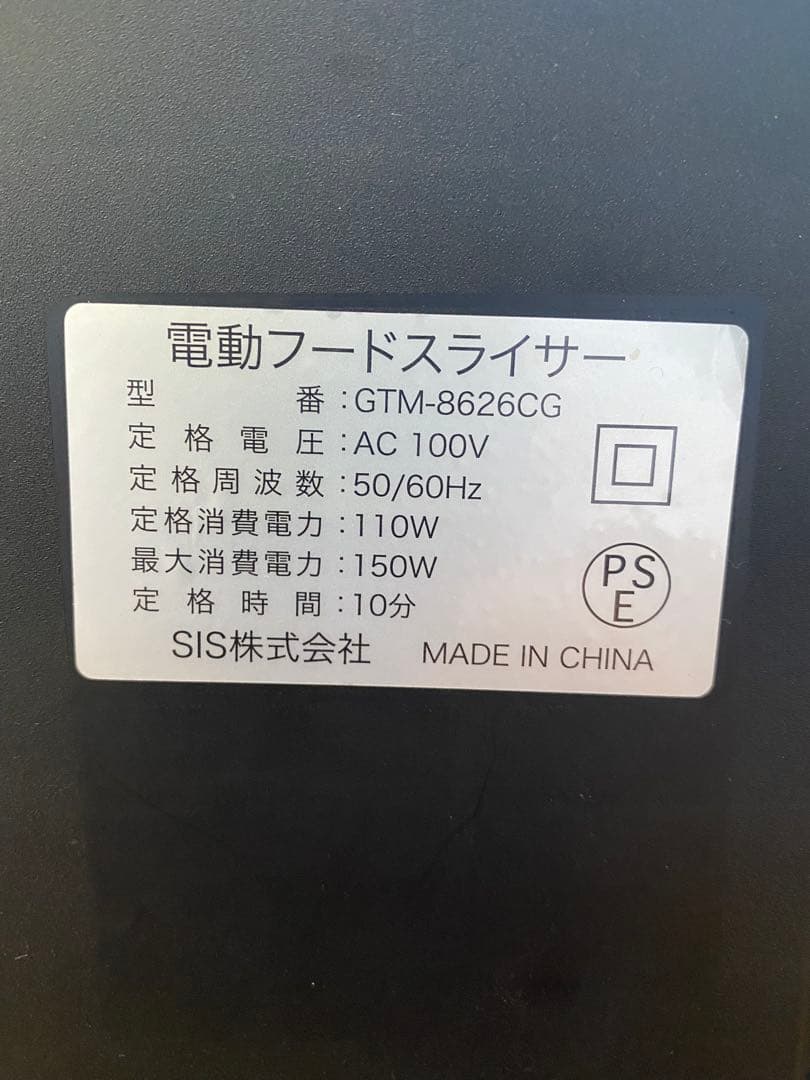 電動フードスライサー
型番:GTM-8626CG
定格電圧:AC 100V
定格周波数:50/60Hz
定格消費電力:110W
最大消費電力:150W
定格時間:10分
PS
E
SIS株式会社 MADE IN CHINA